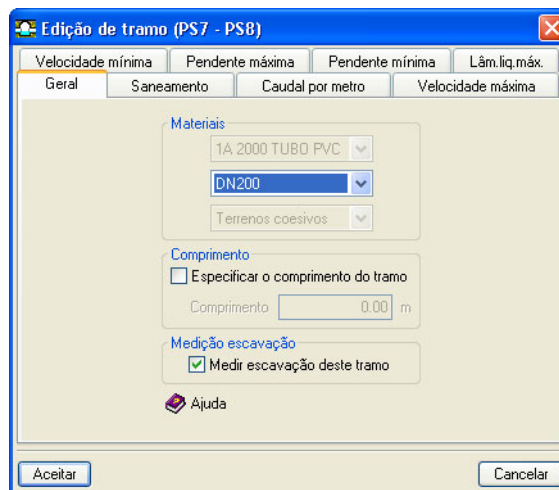 Edição de tramo (PS7 - PS8)
Velocidade mínima Pendente máxima Pendente mínima Lâm.liq.máx.
Geral Saneamento Caudal por metro Velocidade máxima
Materiais
1A 2000 TUBO PVC
DN200
Terrenos coesivos
Comprimento
Especificar o comprimento do tramo
Comprimento 0.00 m
Medição escavação
Medir escavação deste tramo
Ajuda
Aceitar Cancelar